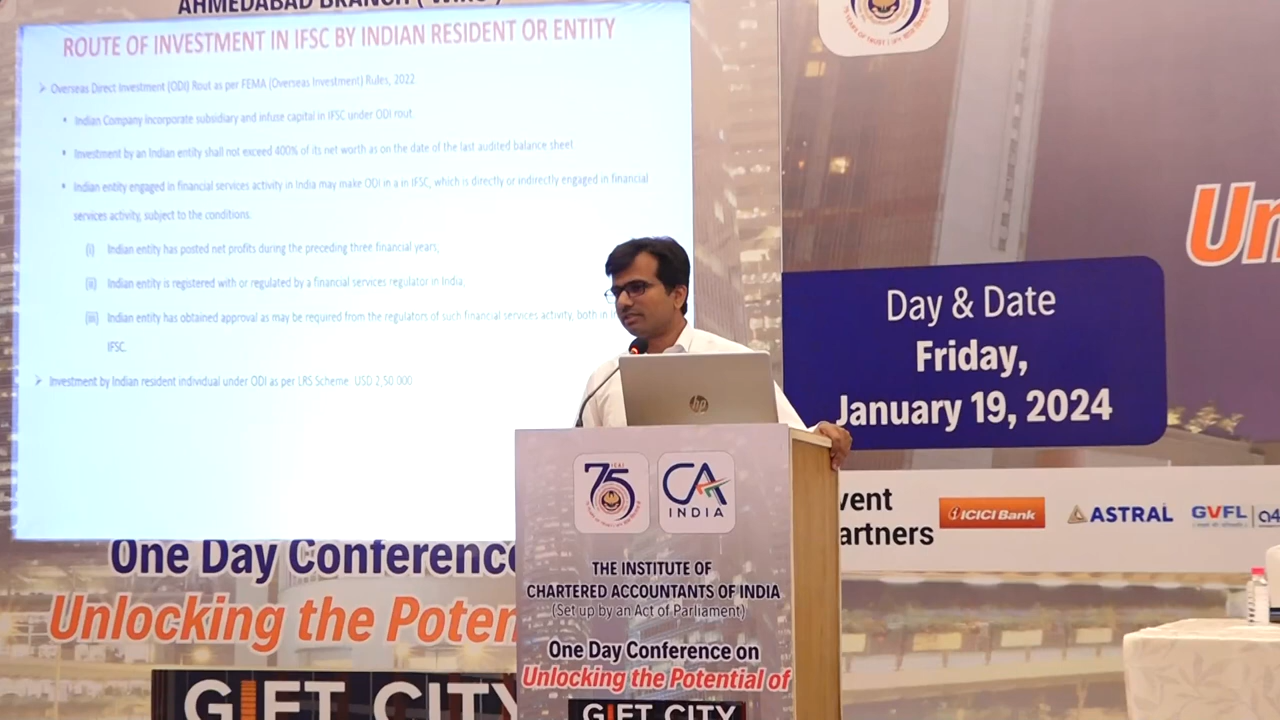 AHMEDABAD BRANCH ( WIRC )
ROUTE OF INVESTMENT IN IFSC BY INDIAN RESIDENT OR ENTITY
Overseas Direct Investment (ODI) Rout as per FEMA (Overseas Investment) Rules, 2022
Indian Company Incorporate subsidiary and infuse capital in IFSC under ODI rout.
Investment by an Indian entity shall not exceed 400% of its net worth as on the date of the last audited balance sheet
Indian entity engaged in financial services activity in India may make ODI in a in IFSC, which is directly or indirectly engaged in financial
services activity, subject to the conditions.
(i) Indian entity has posted net profits during the preceding three financial years;
(ii) Indian entity is registered with or regulated by a financial services regulator in India;
(iii) Indian entity has obtained approval as may be required from the regulators of such financial services activity, both in
IFSC.
Investment by Indian resident individual under ODI as per LRS Scheme. USD 2,50,000
One Day Conference
Unlocking the Poten
GIFT CITY
75
ICAI
CA
INDIA
THE INSTITUTE OF
CHARTERED ACCOUNTANTS OF INDIA
(Set up by an Act of Parliament)
One Day Conference on
Unlocking the Potential of
GIFT CITY
hp
Un
Day & Date
Friday,
January 19, 2024
vent
artners
ICICI Bank
ASTRAL
GVFL